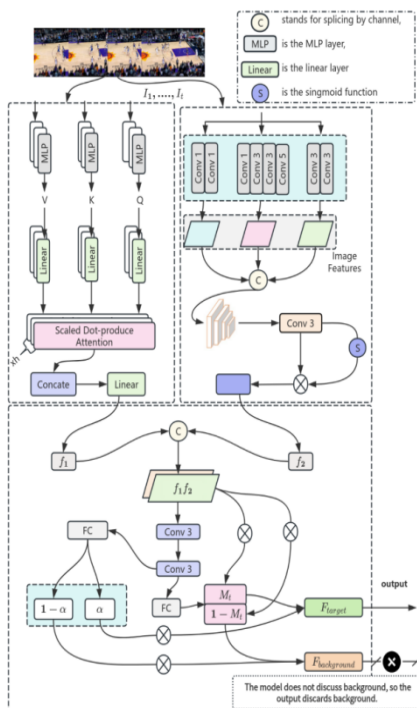 C stands for splicing by channel,
MLP is the MLP layer,
Linear is the linear layer
S is the singmoid function
I₁,....,Iₜ
MLP MLP MLP
V K Q
Linear Linear Linear
Scaled Dot-produce
Attention
xh
Concate Linear
Conv 1 Conv 1 Conv 1 Conv 3 Conv 3 Conv 5 Conv 3 Conv 3
Image
Features
C
Conv 3
S
f₁ C f₂
f₁f₂
Conv 3
FC
Conv 3
1 − α α
FC
Mₜ
1 − Mₜ
F_target
output
F_background
The model does not discuss background, so the
output discards background.